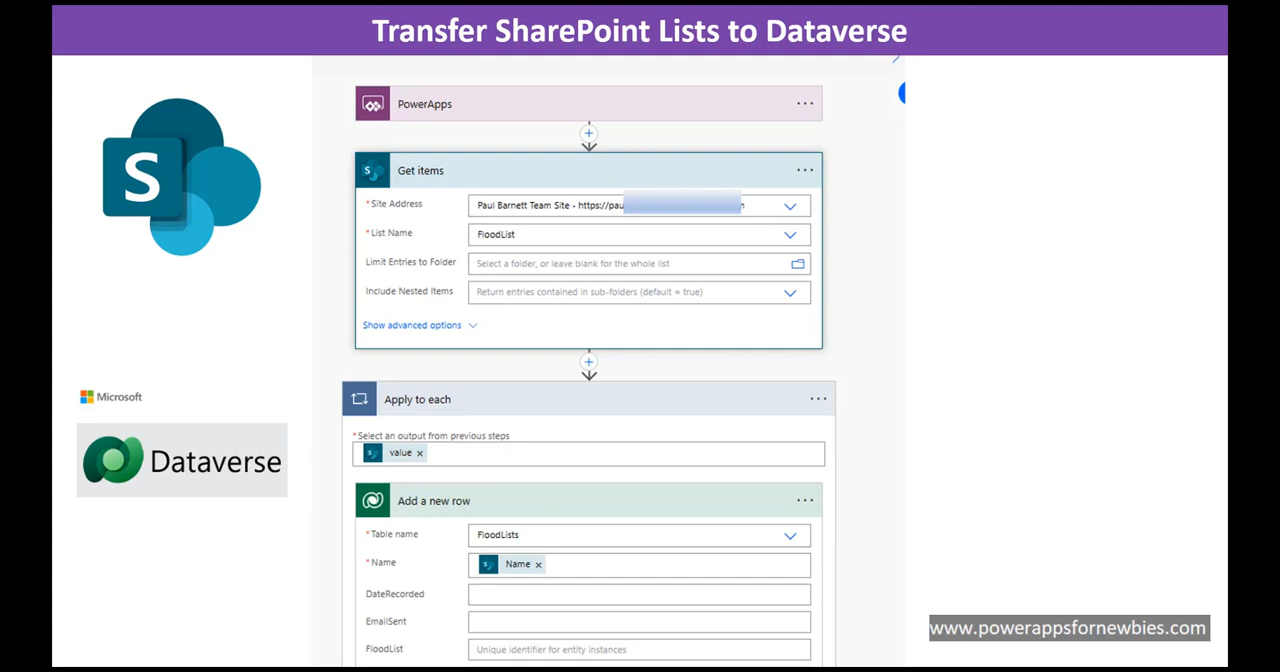 Transfer SharePoint Lists to Dataverse
S
PowerApps
Get items
* Site Address
Paul Barnett Team Site - https://pau
* List Name
FloodList
Limit Entries to Folder
Select a folder, or leave blank for the whole list
Include Nested Items
Return entries contained in sub-folders (default = true)
Show advanced options
Microsoft
Dataverse
Apply to each
* Select an output from previous steps
value ×
Add a new row
* Table name
FloodLists
* Name
Name ×
DateRecorded
EmailSent
FloodList
Unique identifier for entity instances
www.powerappsfornewbies.com